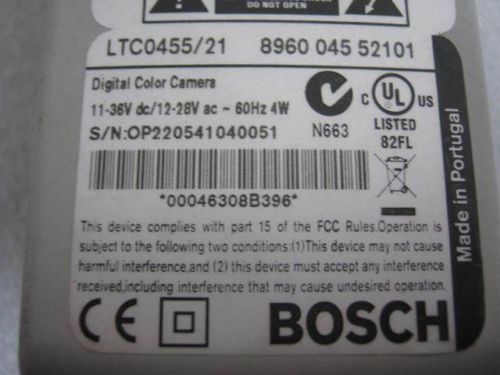 DO NOT OPEN
LTC0455/21 8960 045 52101
Digital Color Camera
11-36V dc/12-28V ac ~ 60Hz 4W
S/N:OP220541040051
N663
C UL US
LISTED
82FL
*00046308B396*
This device complies with part 15 of the FCC Rules.Operation is
subject to the following two conditions:(1)This device may not cause
harmful interference,and (2) this device must accept any interference
received,including interference that may cause undesired operation.
CE BOSCH
Made in Portugal